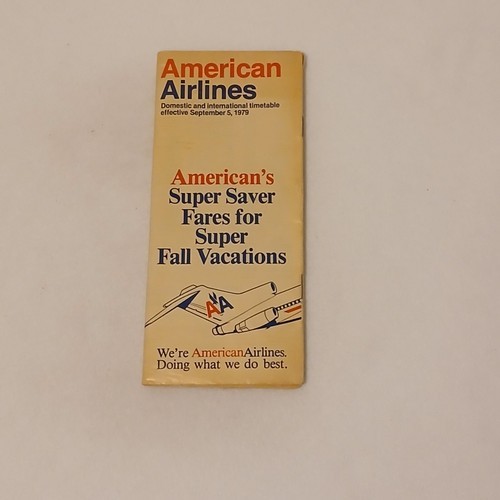 American
Airlines
Domestic and international timetable
effective September 5, 1979
American's
Super Saver
Fares for
Super
Fall Vacations
AA
We're AmericanAirlines.
Doing what we do best.